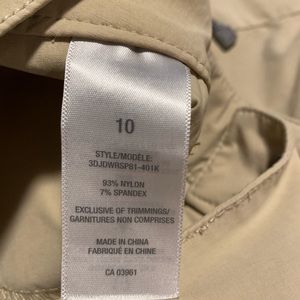 10
STYLE/MODÈLE:
3DJDWRSP81-401K
93% NYLON
7% SPANDEX
EXCLUSIVE OF TRIMMINGS/
GARNITURES NON COMPRISES
MADE IN CHINA
FABRIQUÉ EN CHINE
CA 03961